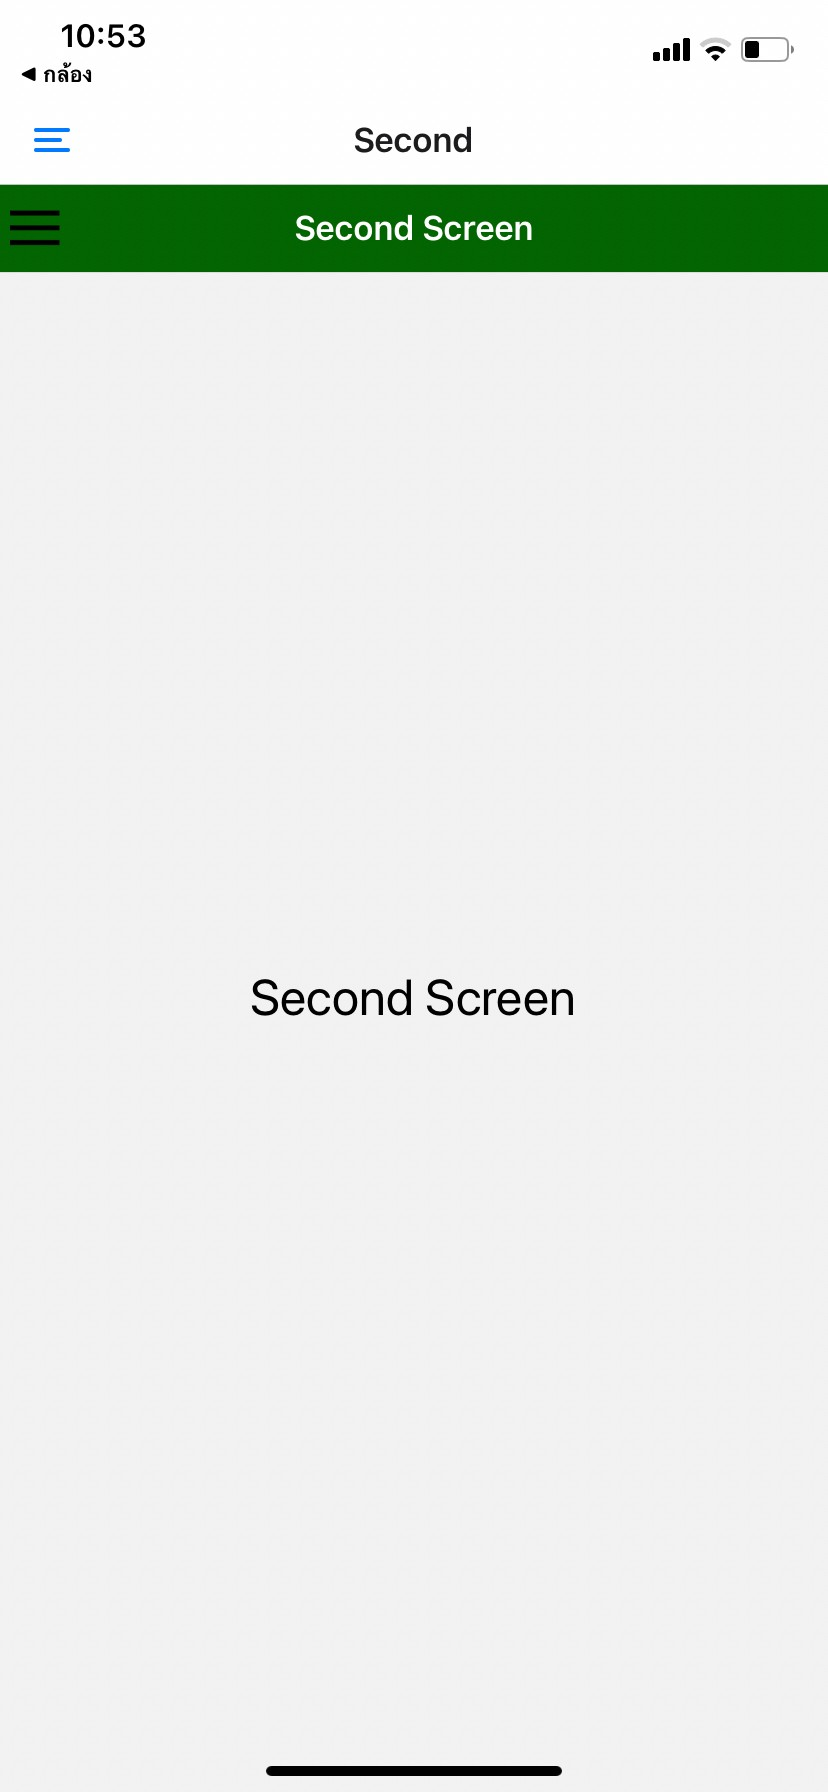 10:53
◀ กล้อง
Second
Second Screen
Second Screen